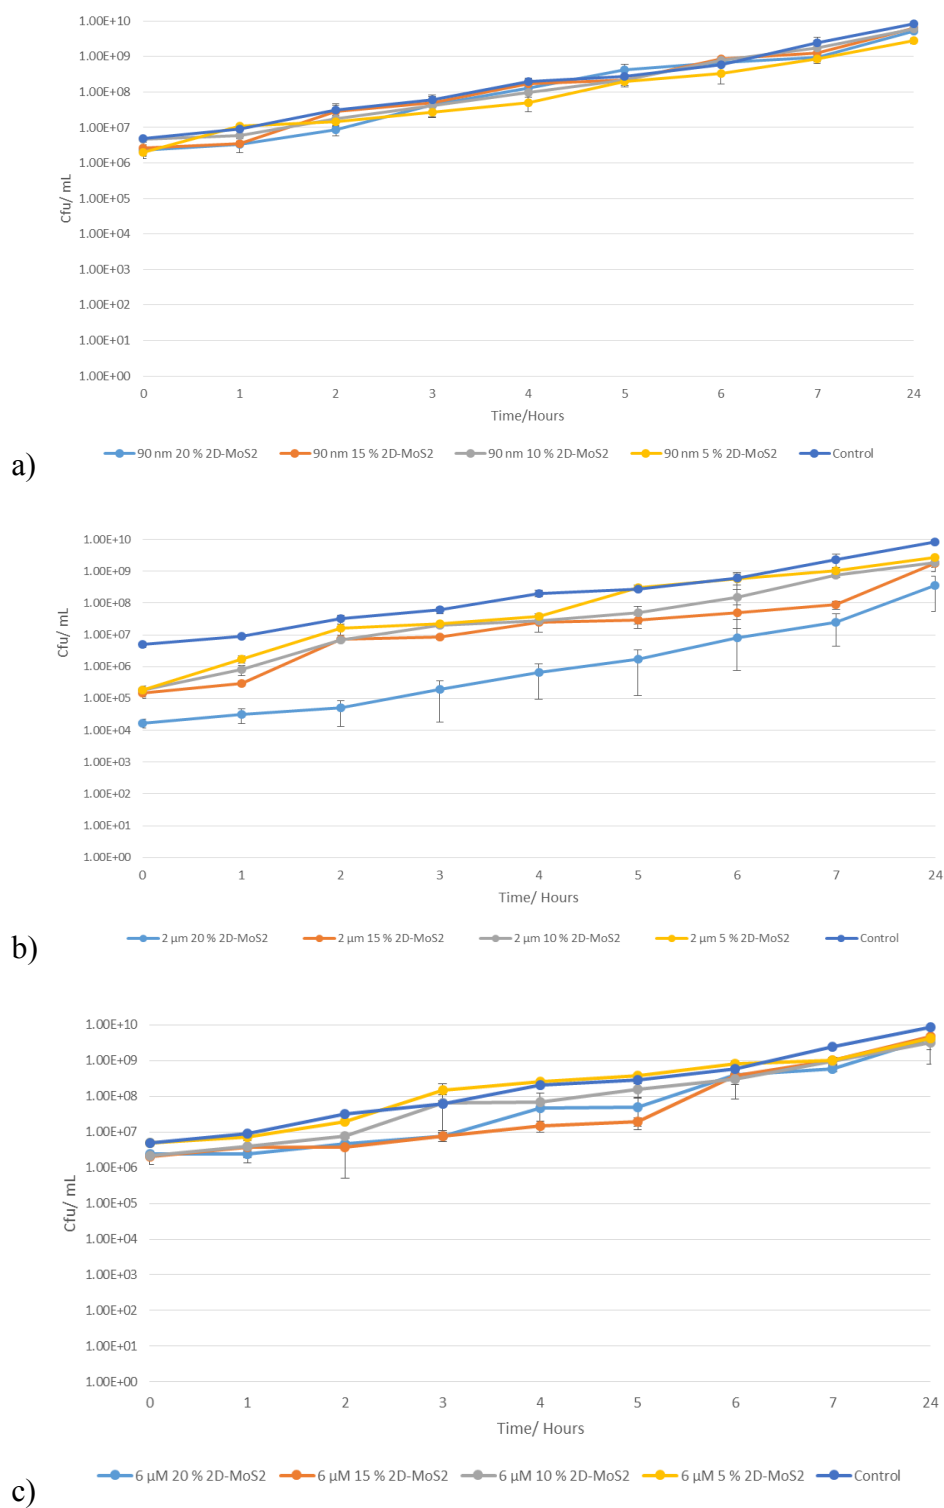 1.00E+10
1.00E+09
1.00E+08
1.00E+07
1.00E+06
1.00E+05
1.00E+04
1.00E+03
1.00E+02
1.00E+01
1.00E+00
Cfu/ mL
0 1 2 3 4 5 6 7 24
Time/Hours
a)
90 nm 20 % 2D-MoS2 90 nm 15 % 2D-MoS2 90 nm 10 % 2D-MoS2 90 nm 5 % 2D-MoS2 Control
1.00E+10
1.00E+09
1.00E+08
1.00E+07
1.00E+06
1.00E+05
1.00E+04
1.00E+03
1.00E+02
1.00E+01
1.00E+00
Cfu/ mL
0 1 2 3 4 5 6 7 24
Time/ Hours
b)
2 µm 20 % 2D-MoS2 2 µm 15 % 2D-MoS2 2 µm 10 % 2D-MoS2 2 µm 5 % 2D-MoS2 Control
1.00E+10
1.00E+09
1.00E+08
1.00E+07
1.00E+06
1.00E+05
1.00E+04
1.00E+03
1.00E+02
1.00E+01
1.00E+00
Cfu/ mL
0 1 2 3 4 5 6 7 24
Time/ Hours
c)
6 µM 20 % 2D-MoS2 6 µM 15 % 2D-MoS2 6 µM 10 % 2D-MoS2 6 µM 5 % 2D-MoS2 Control